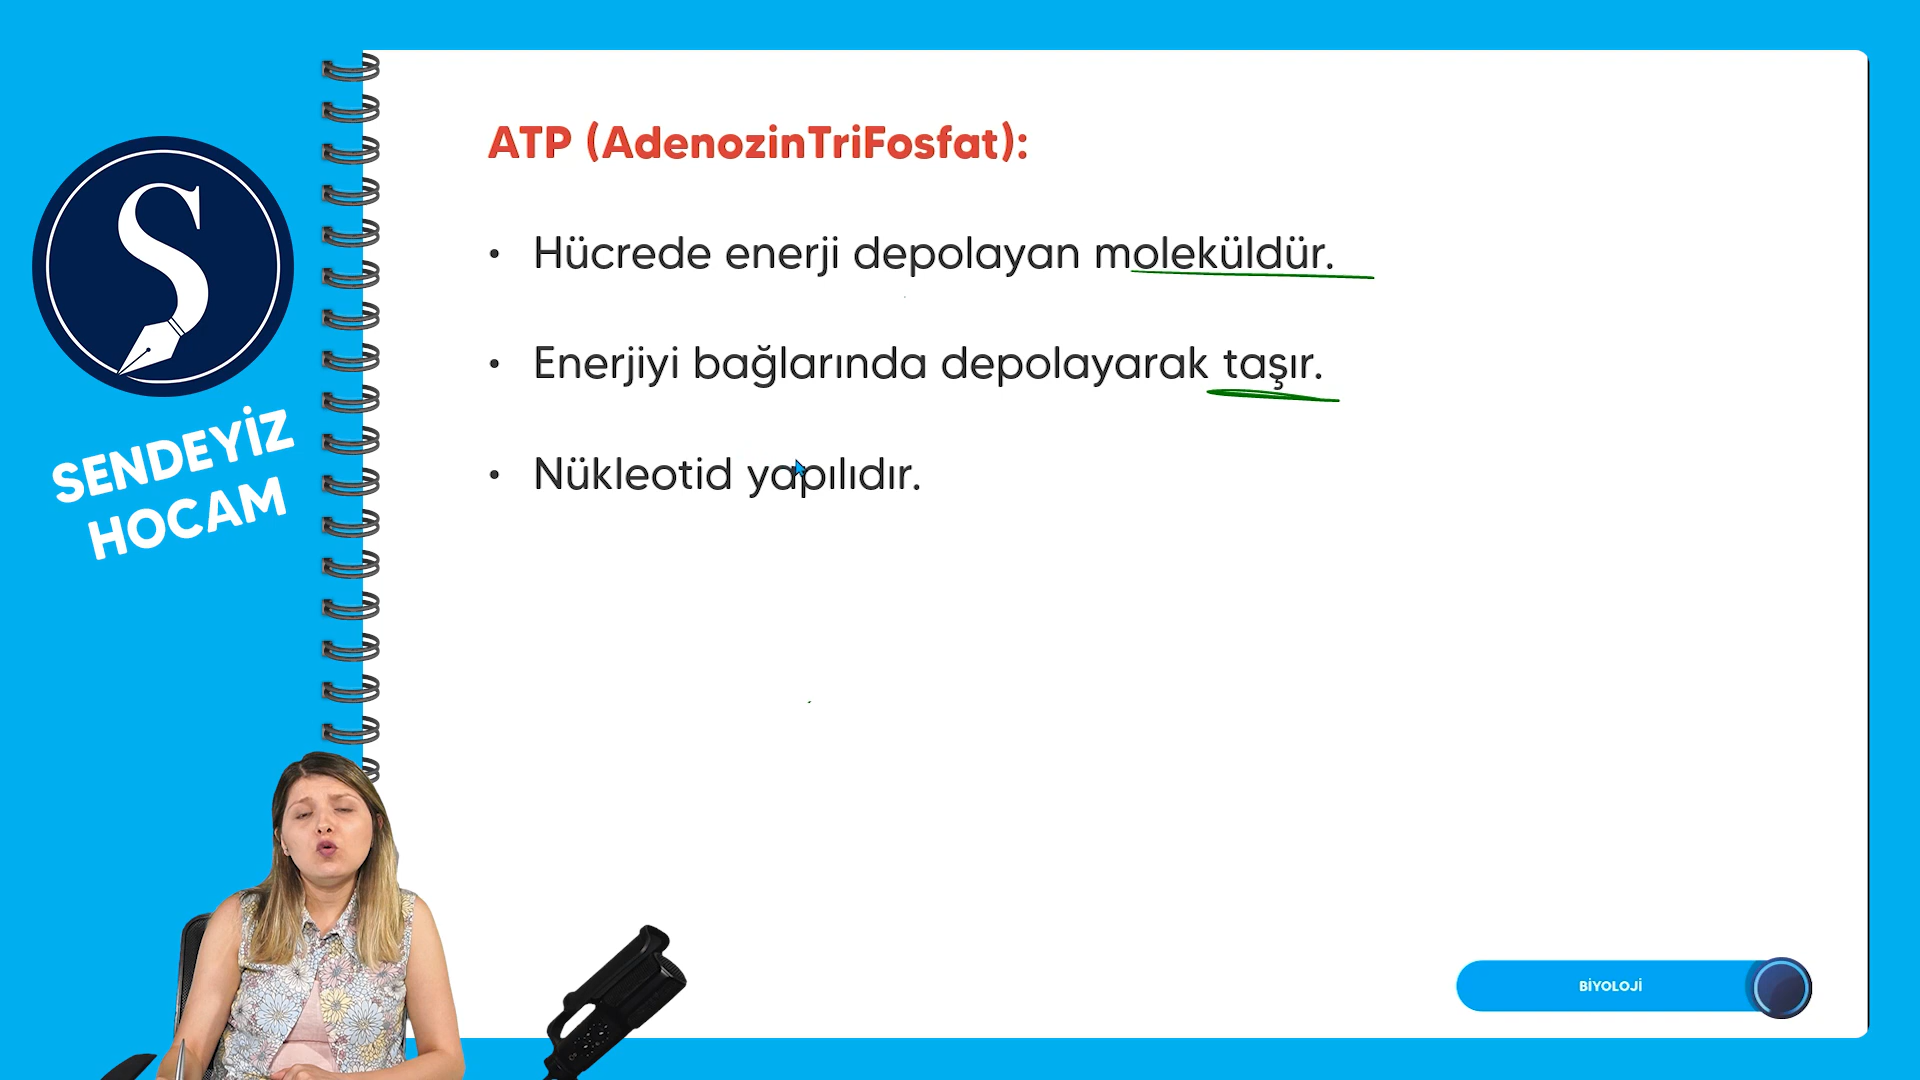 ATP (AdenozinTriFosfat):
• Hücrede enerji depolayan moleküldür.
• Enerjiyi bağlarında depolayarak taşır.
• Nükleotid yapılıdır.
SENDEYİZ
HOCAM
BİYOLOJİ